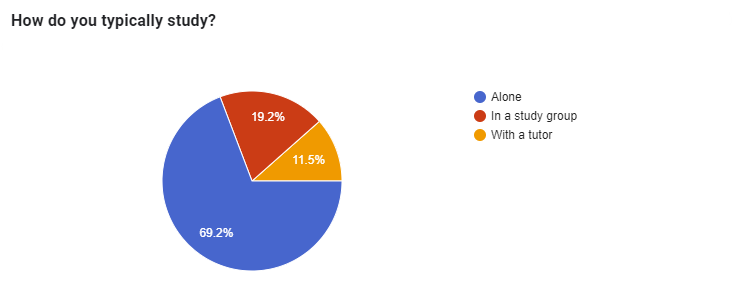 How do you typically study?
Alone
In a study group
With a tutor
19.2%
11.5%
69.2%